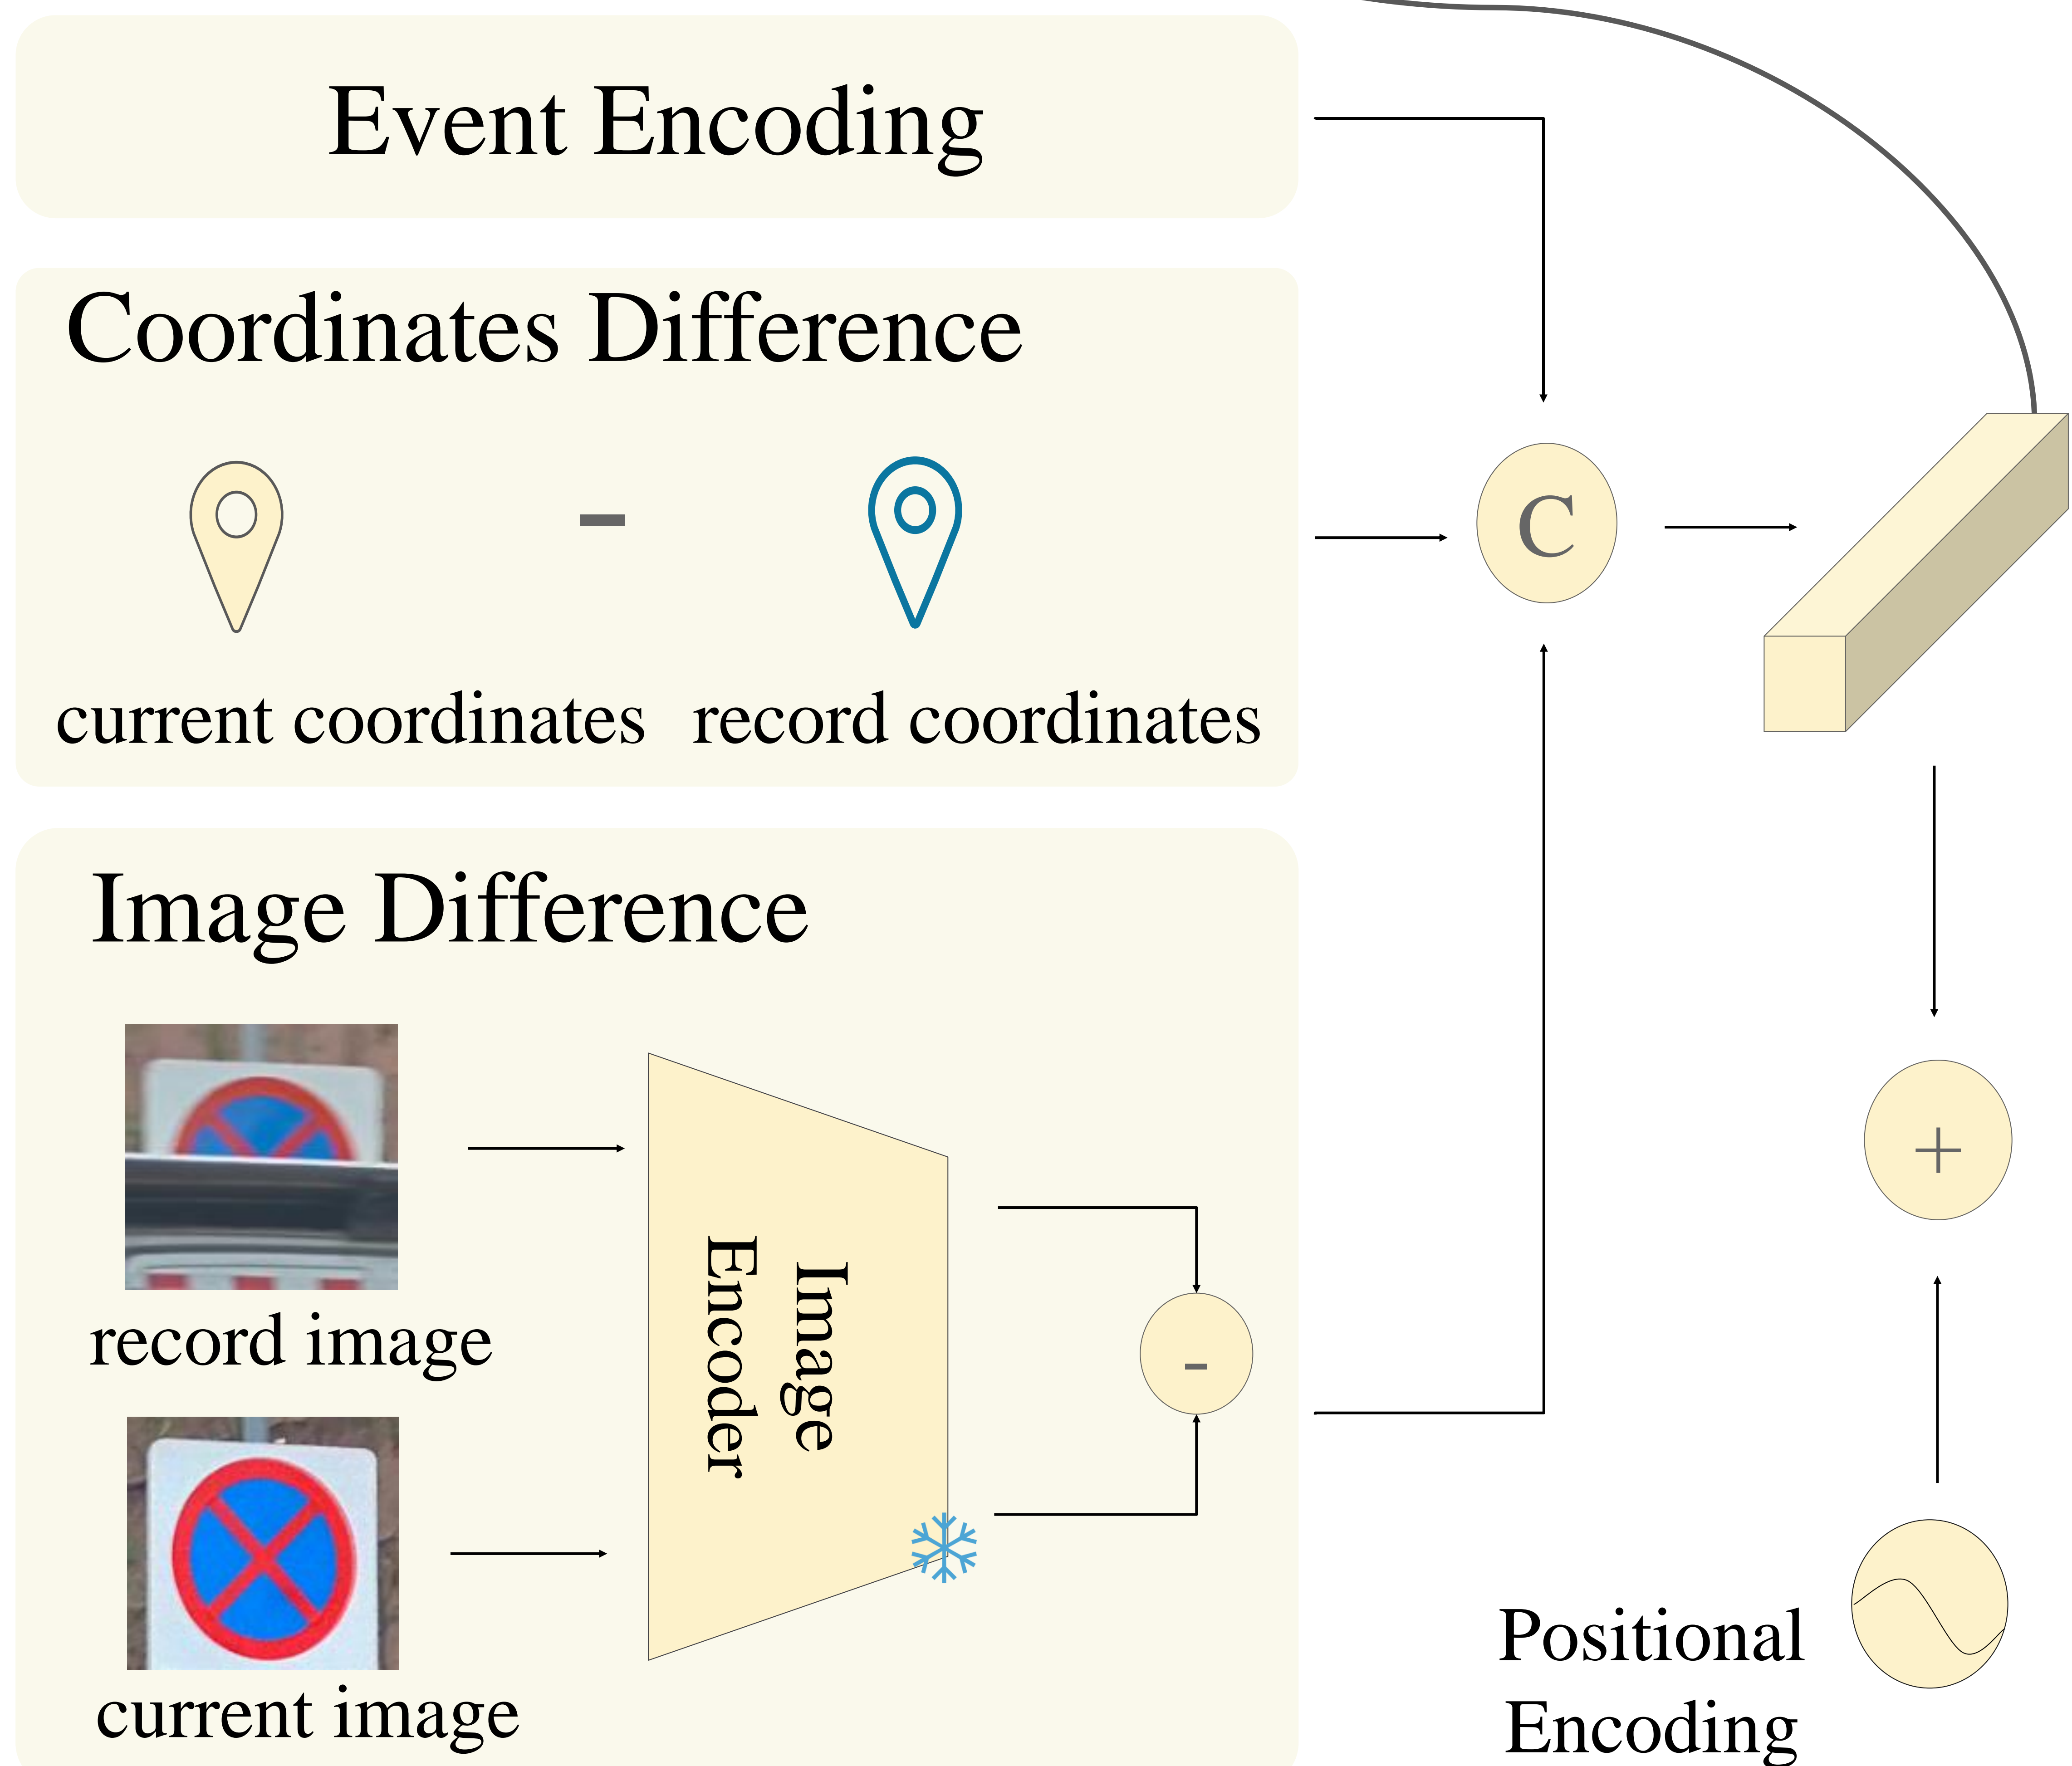 Event Encoding
Coordinates Difference
-
current coordinates
record coordinates
C
Image Difference
record image
current image
Image
Encoder
-
+
Positional
Encoding